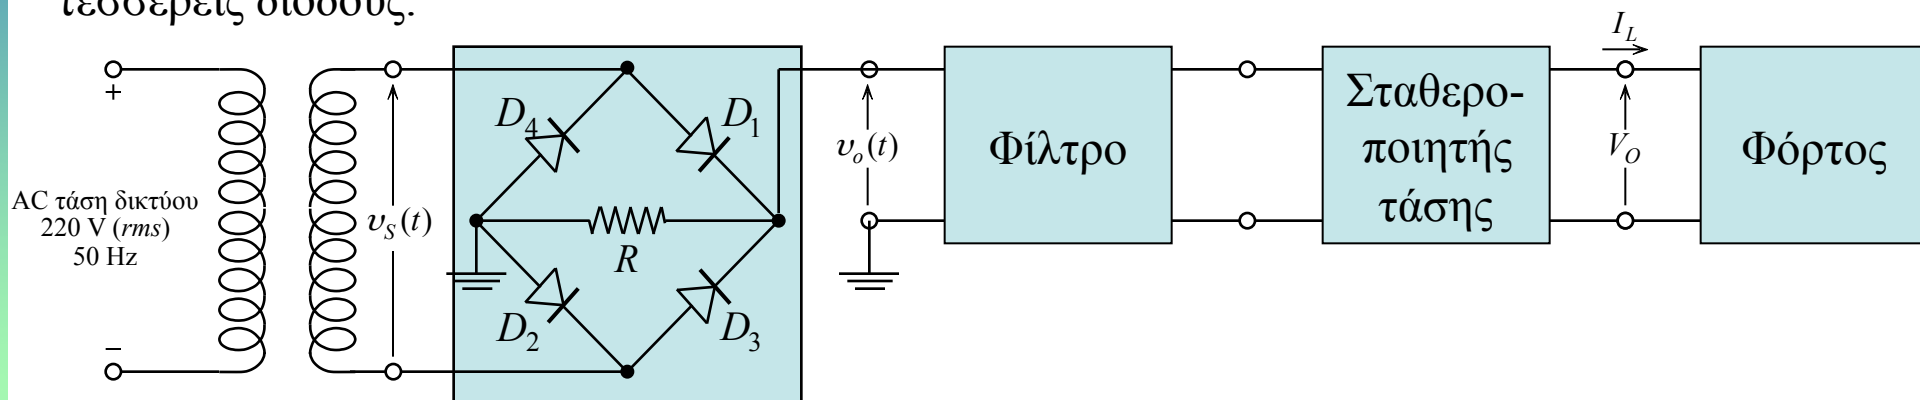 τέσσερεις διόδους.
+
AC τάση δικτύου
220 V (rms)
50 Hz
–
υS(t)
D4
D1
R
D2
D3
υo(t)
Φίλτρο
Σταθερο-
ποιητής
τάσης
IL
VO
Φόρτος